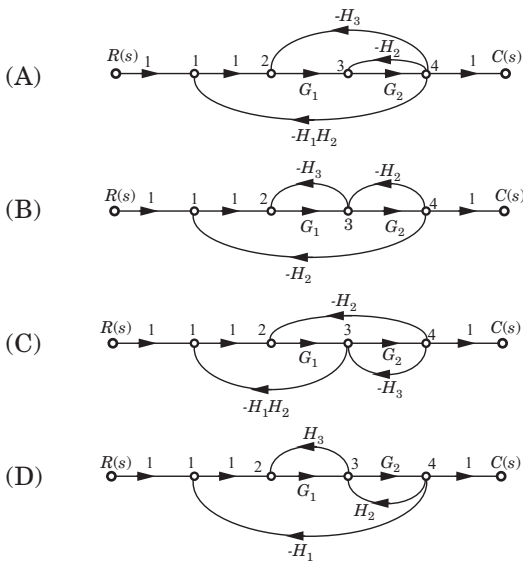 -H₃
R(s) 1 1 1 2 3 -H₂ 4 1 C(s)
(A)
G₁ G₂
-H₁H₂
-H₃ -H₂
R(s) 1 1 1 2 4 1 C(s)
(B)
G₁ 3 G₂
-H₂
-H₂
R(s) 1 1 1 2 3 4 1 C(s)
(C)
G₁ G₂
-H₁H₂ -H₃
H₃
R(s) 1 1 1 2 3 G₂ 4 1 C(s)
(D)
G₁ H₂
-H₁